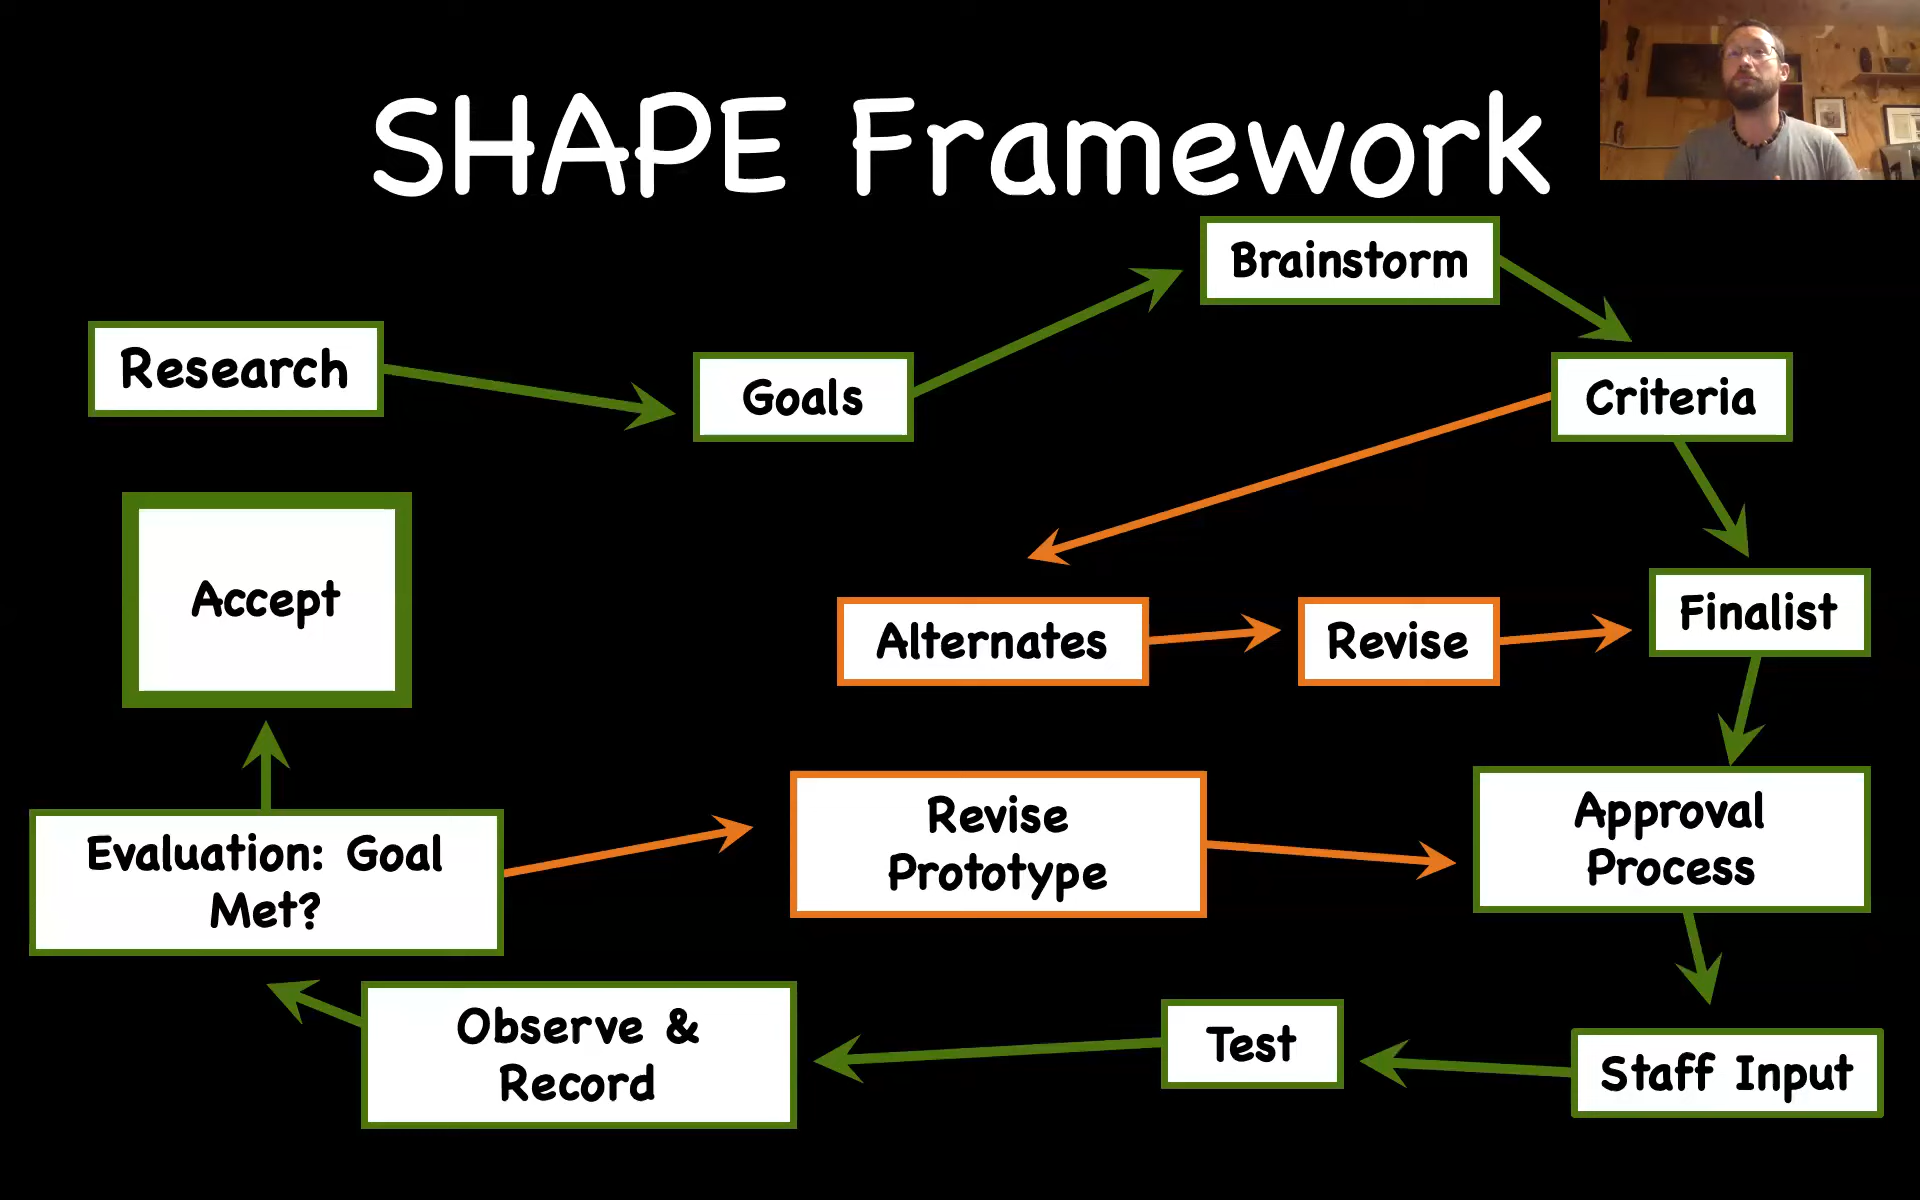 SHAPE Framework
Brainstorm
Research
Goals
Criteria
Accept
Alternates
Revise
Finalist
Evaluation: Goal
Met?
Revise
Prototype
Approval
Process
Observe &
Record
Test
Staff Input